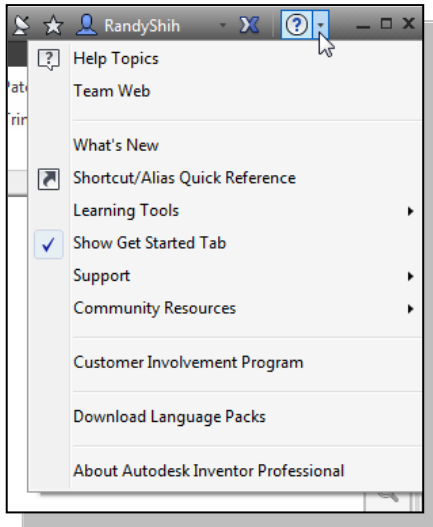 RandyShih
Help Topics
Team Web
What's New
Shortcut/Alias Quick Reference
Learning Tools
Show Get Started Tab
Support
Community Resources
Customer Involvement Program
Download Language Packs
About Autodesk Inventor Professional